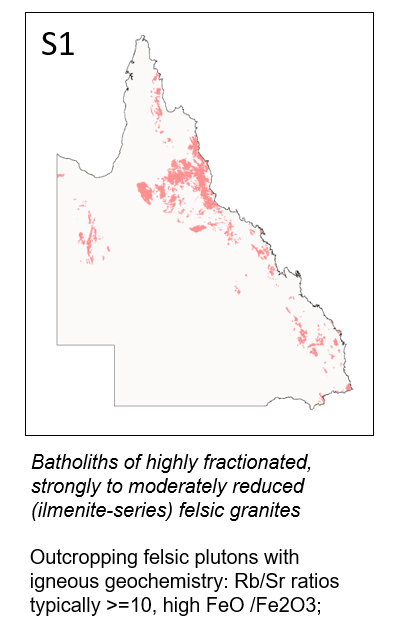 S1
Batholiths of highly fractionated,
strongly to moderately reduced
(ilmenite-series) felsic granites
Outcropping felsic plutons with
igneous geochemistry: Rb/Sr ratios
typically >=10, high FeO /Fe2O3;